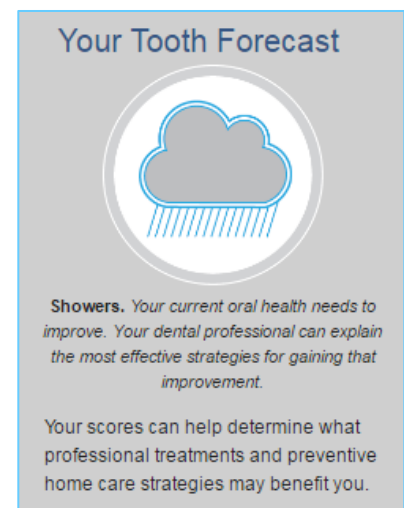 Your Tooth Forecast
Showers. Your current oral health needs to
improve. Your dental professional can explain
the most effective strategies for gaining that
improvement.
Your scores can help determine what
professional treatments and preventive
home care strategies may benefit you.